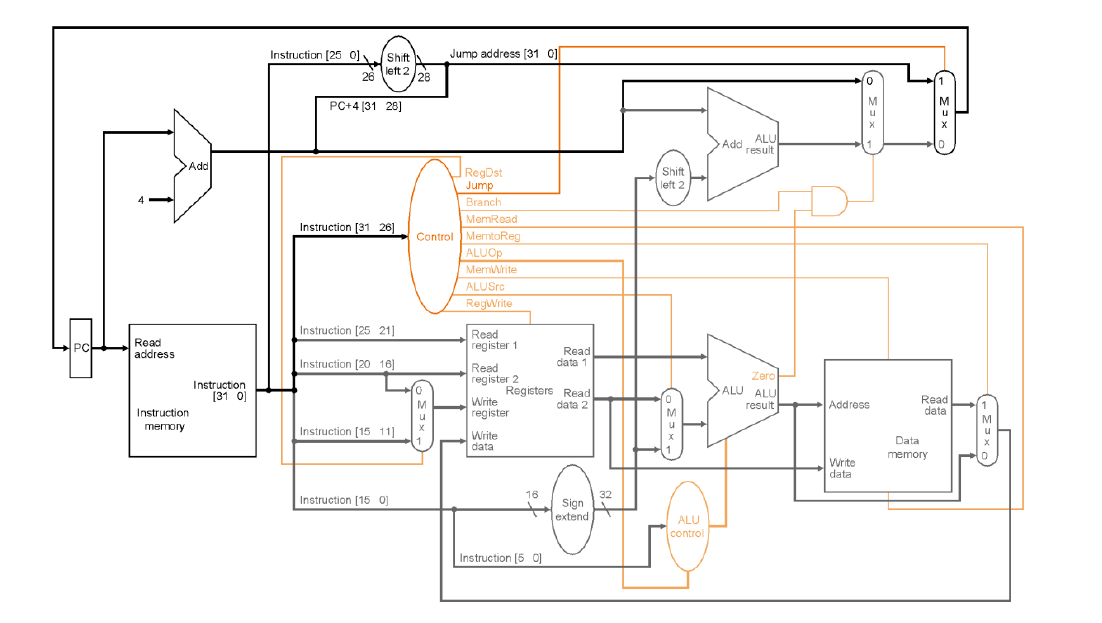 Instruction [25 0]
26
Shift
left 2
28
Jump address [31 0]
PC+4 [31 28]
Add
4
0
M
u
x
1
1
M
u
x
0
Add
ALU
result
Shift
left 2
RegDst
Jump
Branch
MemRead
MemtoReg
ALUOp
MemWrite
ALUSrc
RegWrite
Control
Instruction [31 26]
PC
Read
address
Instruction
[31 0]
Instruction
memory
Instruction [25 21]
Instruction [20 16]
Instruction [15 11]
0
M
u
x
1
Read
register 1
Read
register 2
Write
register
Write
data
Registers
Read
data 1
Read
data 2
0
M
u
x
1
ALU
Zero
ALU
result
Address
Write
data
Read
data
Data
memory
1
M
u
x
0
Instruction [15 0]
16
Sign
extend
32
ALU
control
Instruction [5 0]